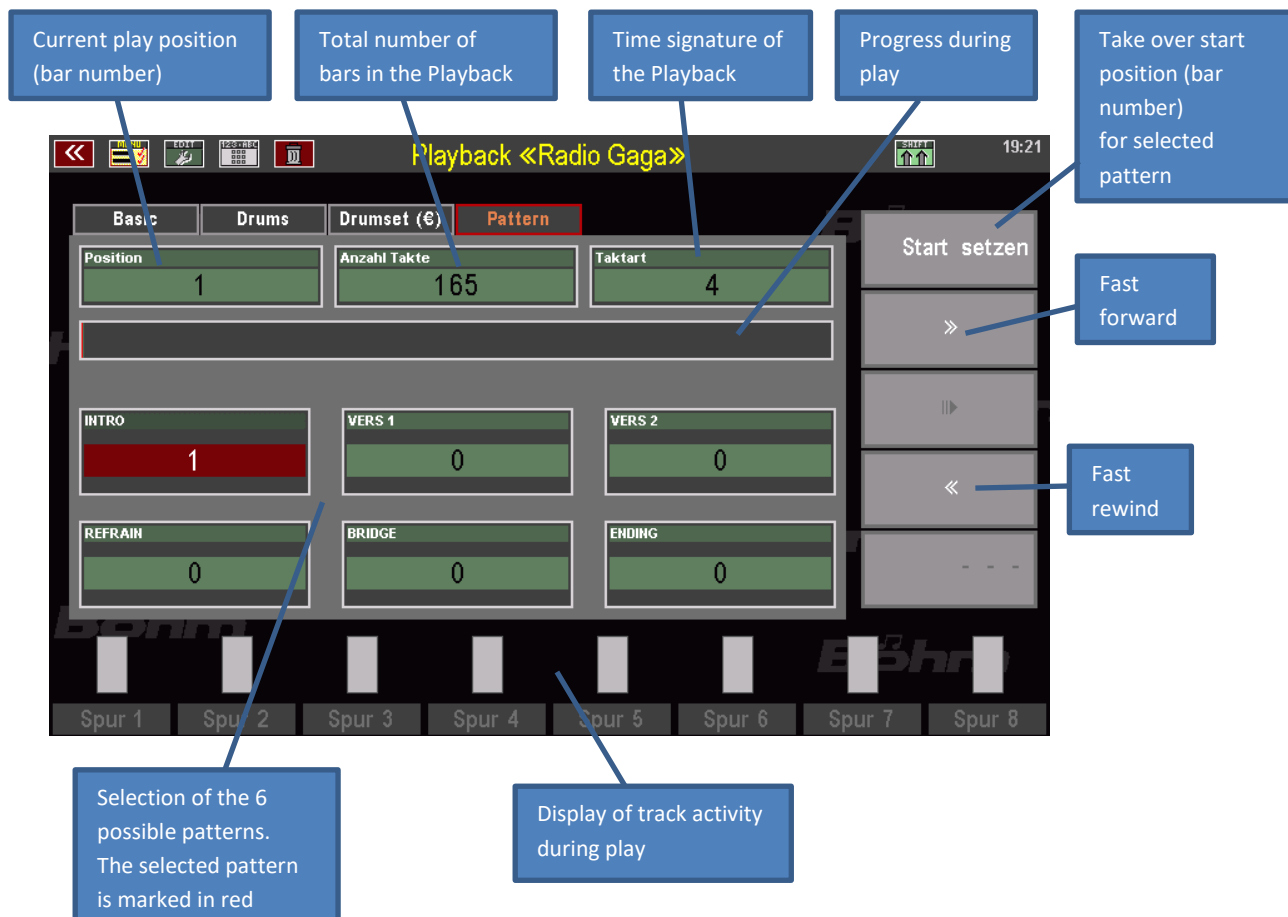 Current play position
(bar number)
Total number of
bars in the Playback
Time signature of
the Playback
Progress during
play
Take over start
position (bar
number)
for selected
pattern
MENU
EDIT
123·ABC
Playback «Radio Gaga»
SHIFT
19:21
Basic
Drums
Drumset (€)
Pattern
Start setzen
Position
1
Anzahl Takte
165
Taktart
4
»
Fast
forward
INTRO
1
VERS 1
0
VERS 2
0
«
Fast
rewind
REFRAIN
0
BRIDGE
0
ENDING
0
- - -
Böhm
Böhm
Spur 1
Spur 2
Spur 3
Spur 4
Spur 5
Spur 6
Spur 7
Spur 8
Selection of the 6
possible patterns.
The selected pattern
is marked in red
Display of track activity
during play